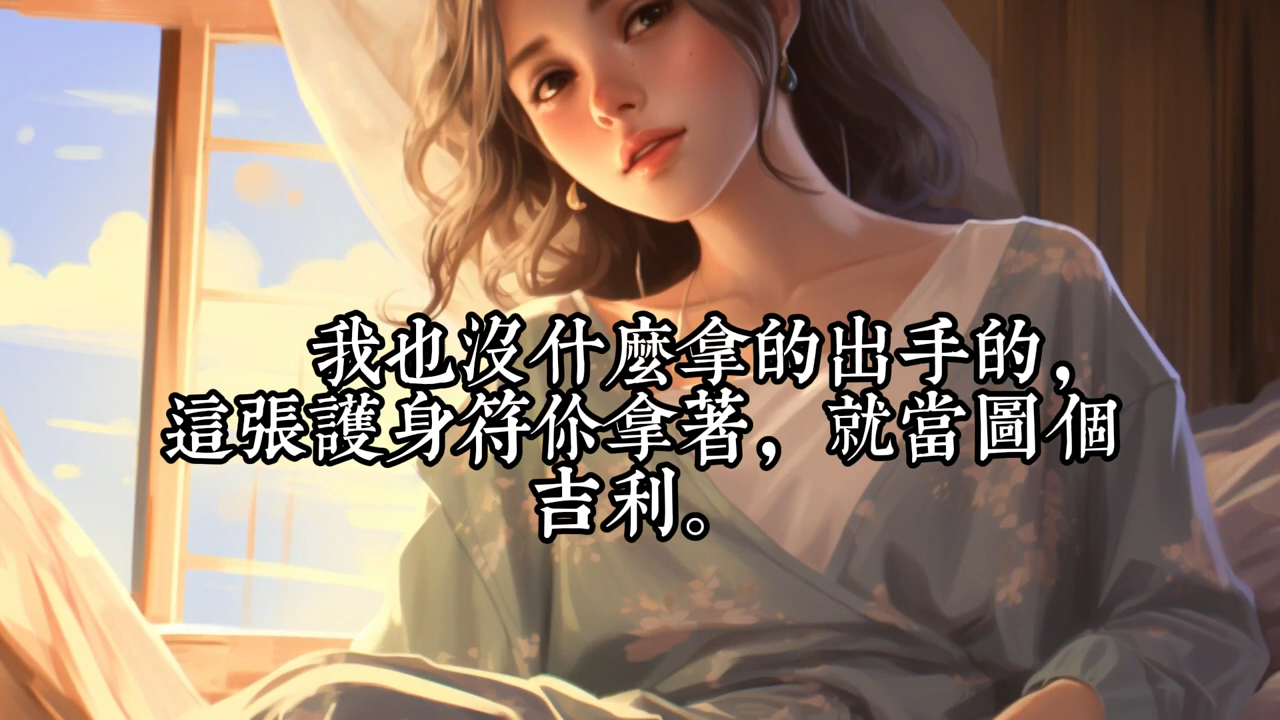 我也沒什麼拿的出手的，
這張護身符你拿著，就當圖個
吉利。